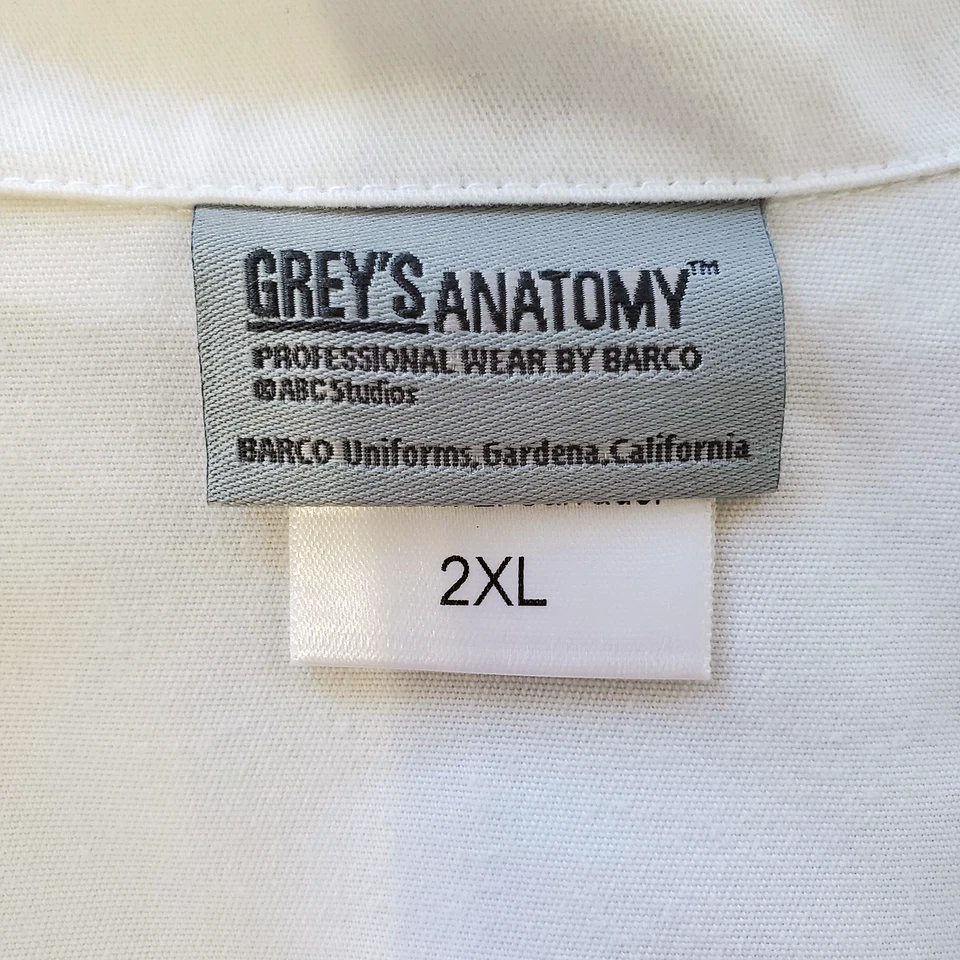 GREY'S ANATOMY™
PROFESSIONAL WEAR BY BARCO
© ABC Studios
BARCO Uniforms, Gardena, California
2XL